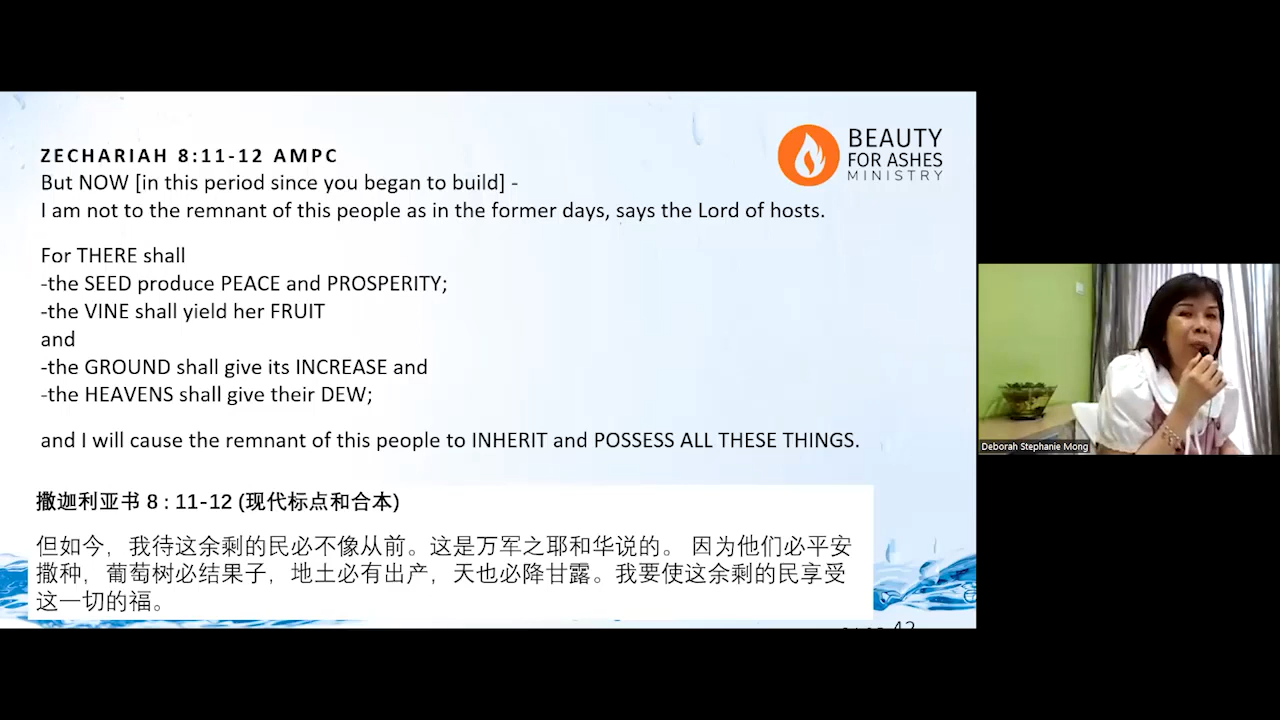 ZECHARIAH 8:11-12 AMPC
But NOW [in this period since you began to build] -
I am not to the remnant of this people as in the former days, says the Lord of hosts.
For THERE shall
-the SEED produce PEACE and PROSPERITY;
-the VINE shall yield her FRUIT
and
-the GROUND shall give its INCREASE and
-the HEAVENS shall give their DEW;
and I will cause the remnant of this people to INHERIT and POSSESS ALL THESE THINGS.
撒迦利亚书 8 : 11-12 (现代标点和合本)
但如今，我待这余剩的民必不像从前。这是万军之耶和华说的。 因为他们必平安
撒种，葡萄树必结果子，地土必有出产，天也必降甘露。我要使这余剩的民享受
这一切的福。
BEAUTY
FOR ASHES
MINISTRY
Deborah Stephanie Mong